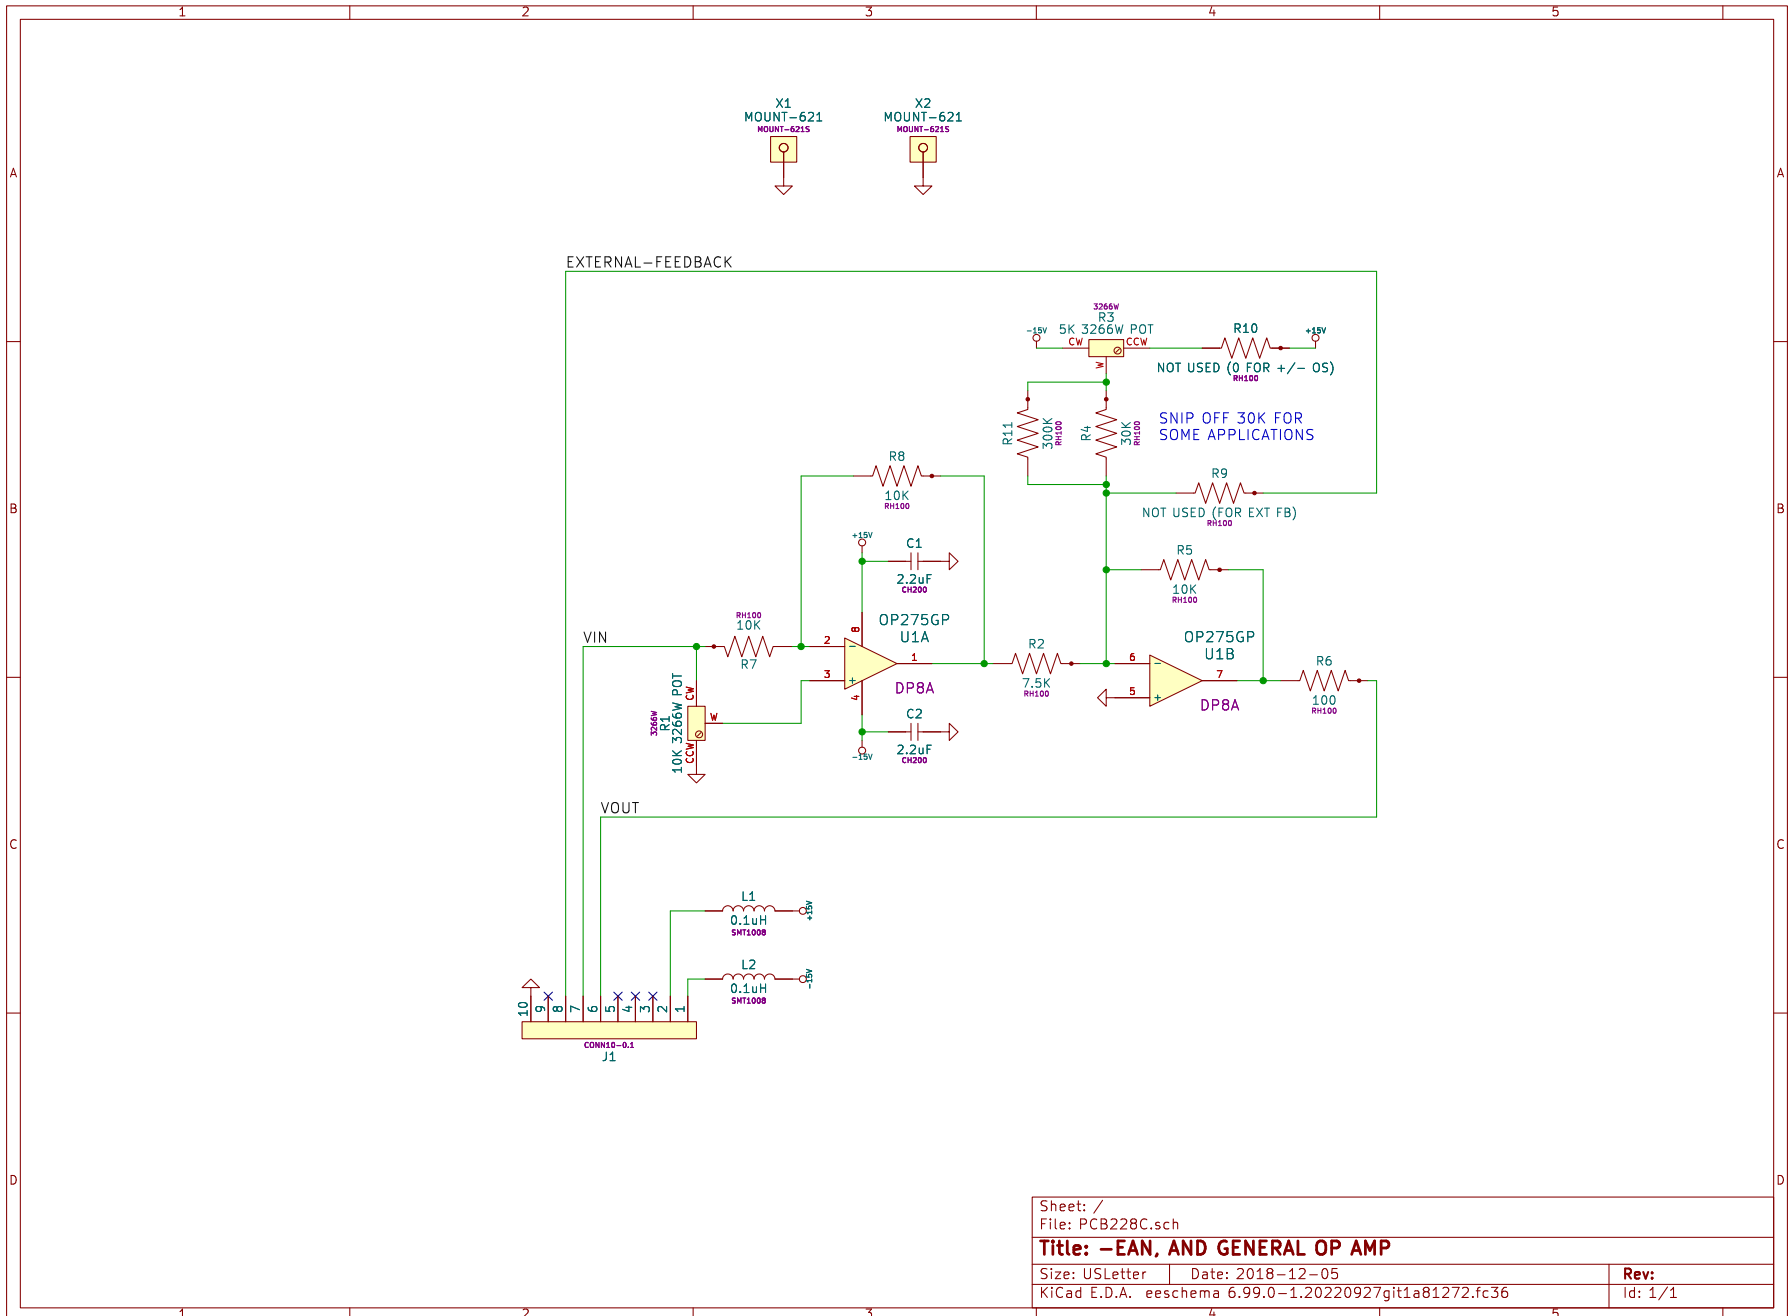 1 2 3 4 5
X1
MOUNT-621
MOUNT-621S
X2
MOUNT-621
MOUNT-621S
A A
EXTERNAL-FEEDBACK
3266W
R3
5K 3266W POT
-15V
CW
CCW
W
R10
+15V
NOT USED (0 FOR +/- OS)
RH100
SNIP OFF 30K FOR
SOME APPLICATIONS
R11
300K
RH100
R4
30K
RH100
R8
10K
RH100
R9
NOT USED (FOR EXT FB)
RH100
B B
+15V
C1
2.2uF
CH200
R5
10K
RH100
VIN
RH100
10K
R7
OP275GP
U1A
8
2
3
1
4
DP8A
R2
7.5K
RH100
OP275GP
U1B
6
5
7
DP8A
R6
100
RH100
3266W
R1
10K 3266W POT
CW
W
CCW
C2
2.2uF
CH200
-15V
VOUT
C C
L1
0.1uH
SMT1008
+15V
L2
0.1uH
SMT1008
-15V
10 9 8 7 6 5 4 3 2 1
CONN10-0.1
J1
D D
Sheet: /
File: PCB228C.sch
Title: -EAN, AND GENERAL OP AMP
Size: USLetter Date: 2018-12-05 Rev:
KiCad E.D.A. eeschema 6.99.0-1.20220927git1a81272.fc36 Id: 1/1
1 2 3 4 5